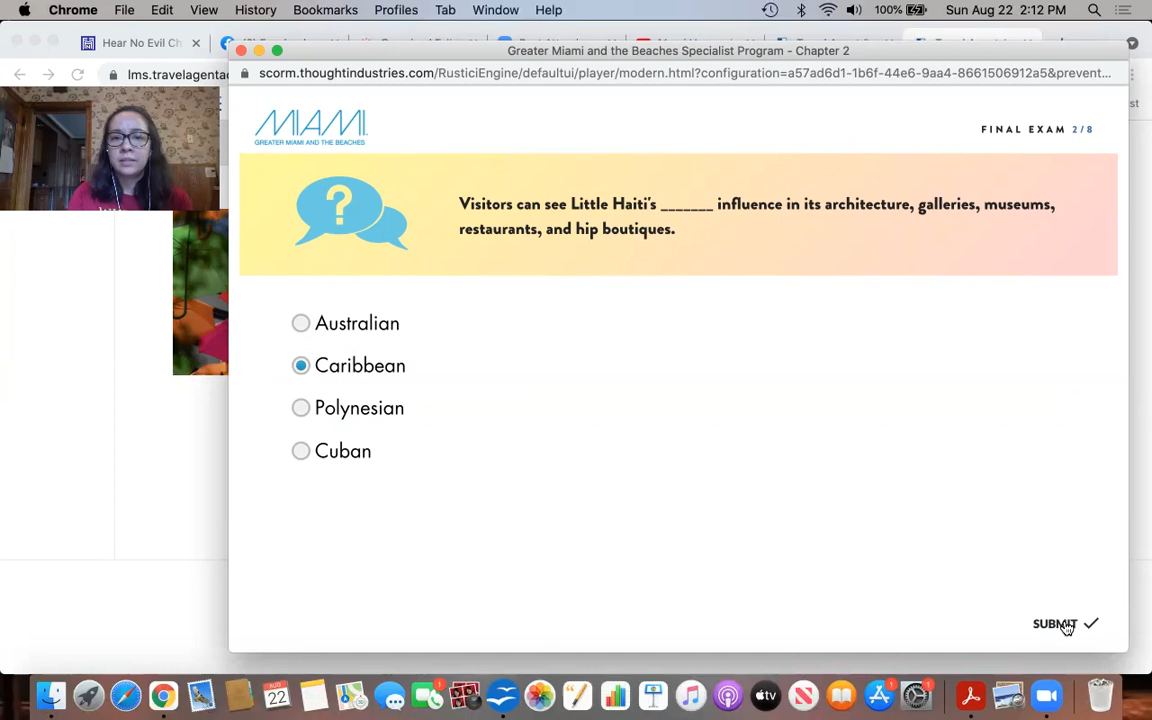 Chrome File Edit View History Bookmarks Profiles Tab Window Help 100% Sun Aug 22 2:12 PM
Hear No Evil Ch
Greater Miami and the Beaches Specialist Program - Chapter 2
lms.travelagentac
scorm.thoughtindustries.com/RusticiEngine/defaultui/player/modern.html?configuration=a57ad6d1-1b6f-44e6-9aa4-8661506912a5&prevent...
MIAMI
GREATER MIAMI AND THE BEACHES
FINAL EXAM 2/8
?
Visitors can see Little Haiti's _______ influence in its architecture, galleries, museums,
restaurants, and hip boutiques.
Australian
Caribbean
Polynesian
Cuban
SUBMIT